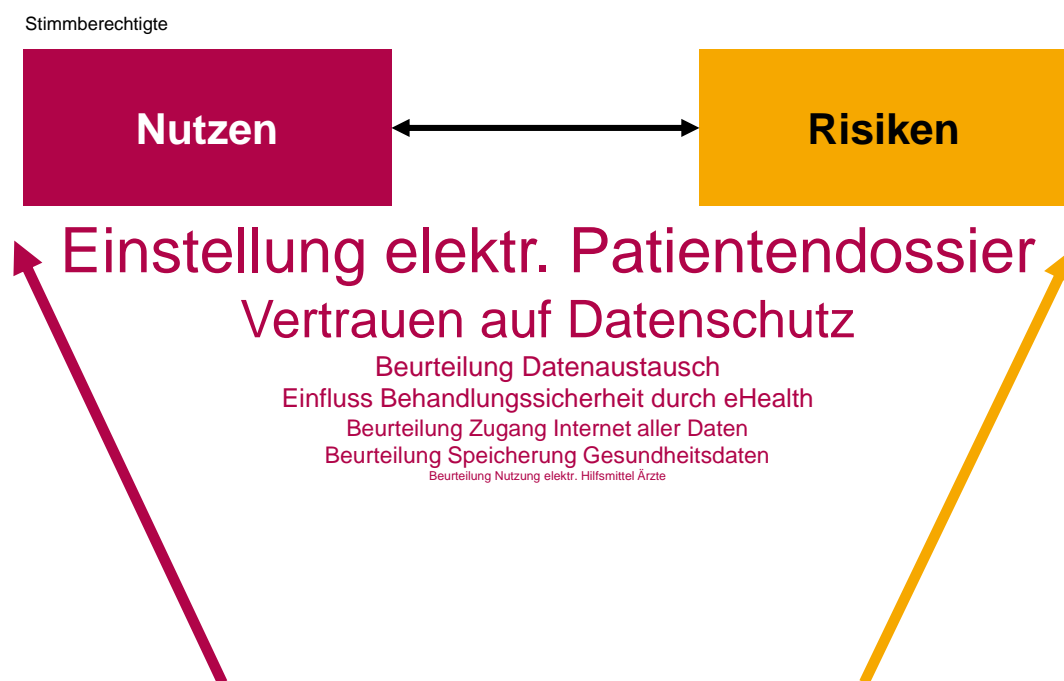 Stimmberechtigte
Nutzen
Risiken
Einstellung elektr. Patientendossier
Vertrauen auf Datenschutz
Beurteilung Datenaustausch
Einfluss Behandlungssicherheit durch eHealth
Beurteilung Zugang Internet aller Daten
Beurteilung Speicherung Gesundheitsdaten
Beurteilung Nutzung elektr. Hilfsmittel Ärzte